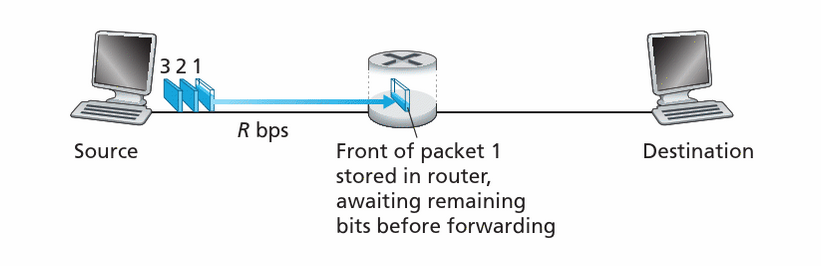 3 2 1
R bps
Source
Front of packet 1
stored in router,
awaiting remaining
bits before forwarding
Destination